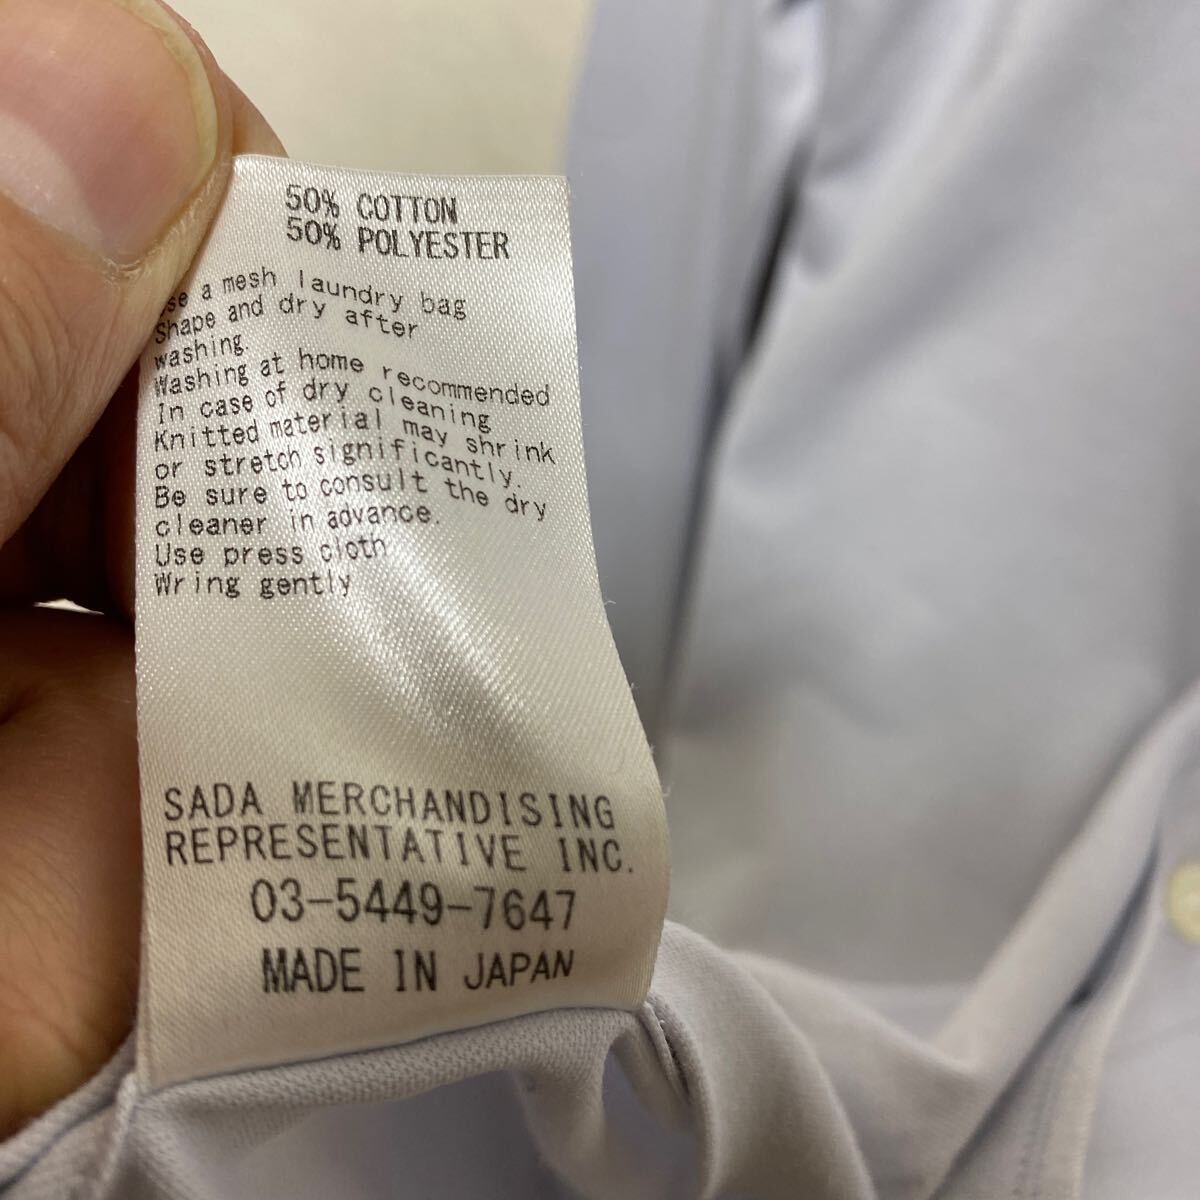 50% COTTON
50% POLYESTER
a mesh laundry bag
Shape and dry after
washing.
Washing at home recommended
In case of dry cleaning
Knitted material may shrink
or stretch significantly.
Be sure to consult the dry
cleaner in advance.
Use press cloth
Wring gently
SADA MERCHANDISING
REPRESENTATIVE INC.
03-5449-7647
MADE IN JAPAN